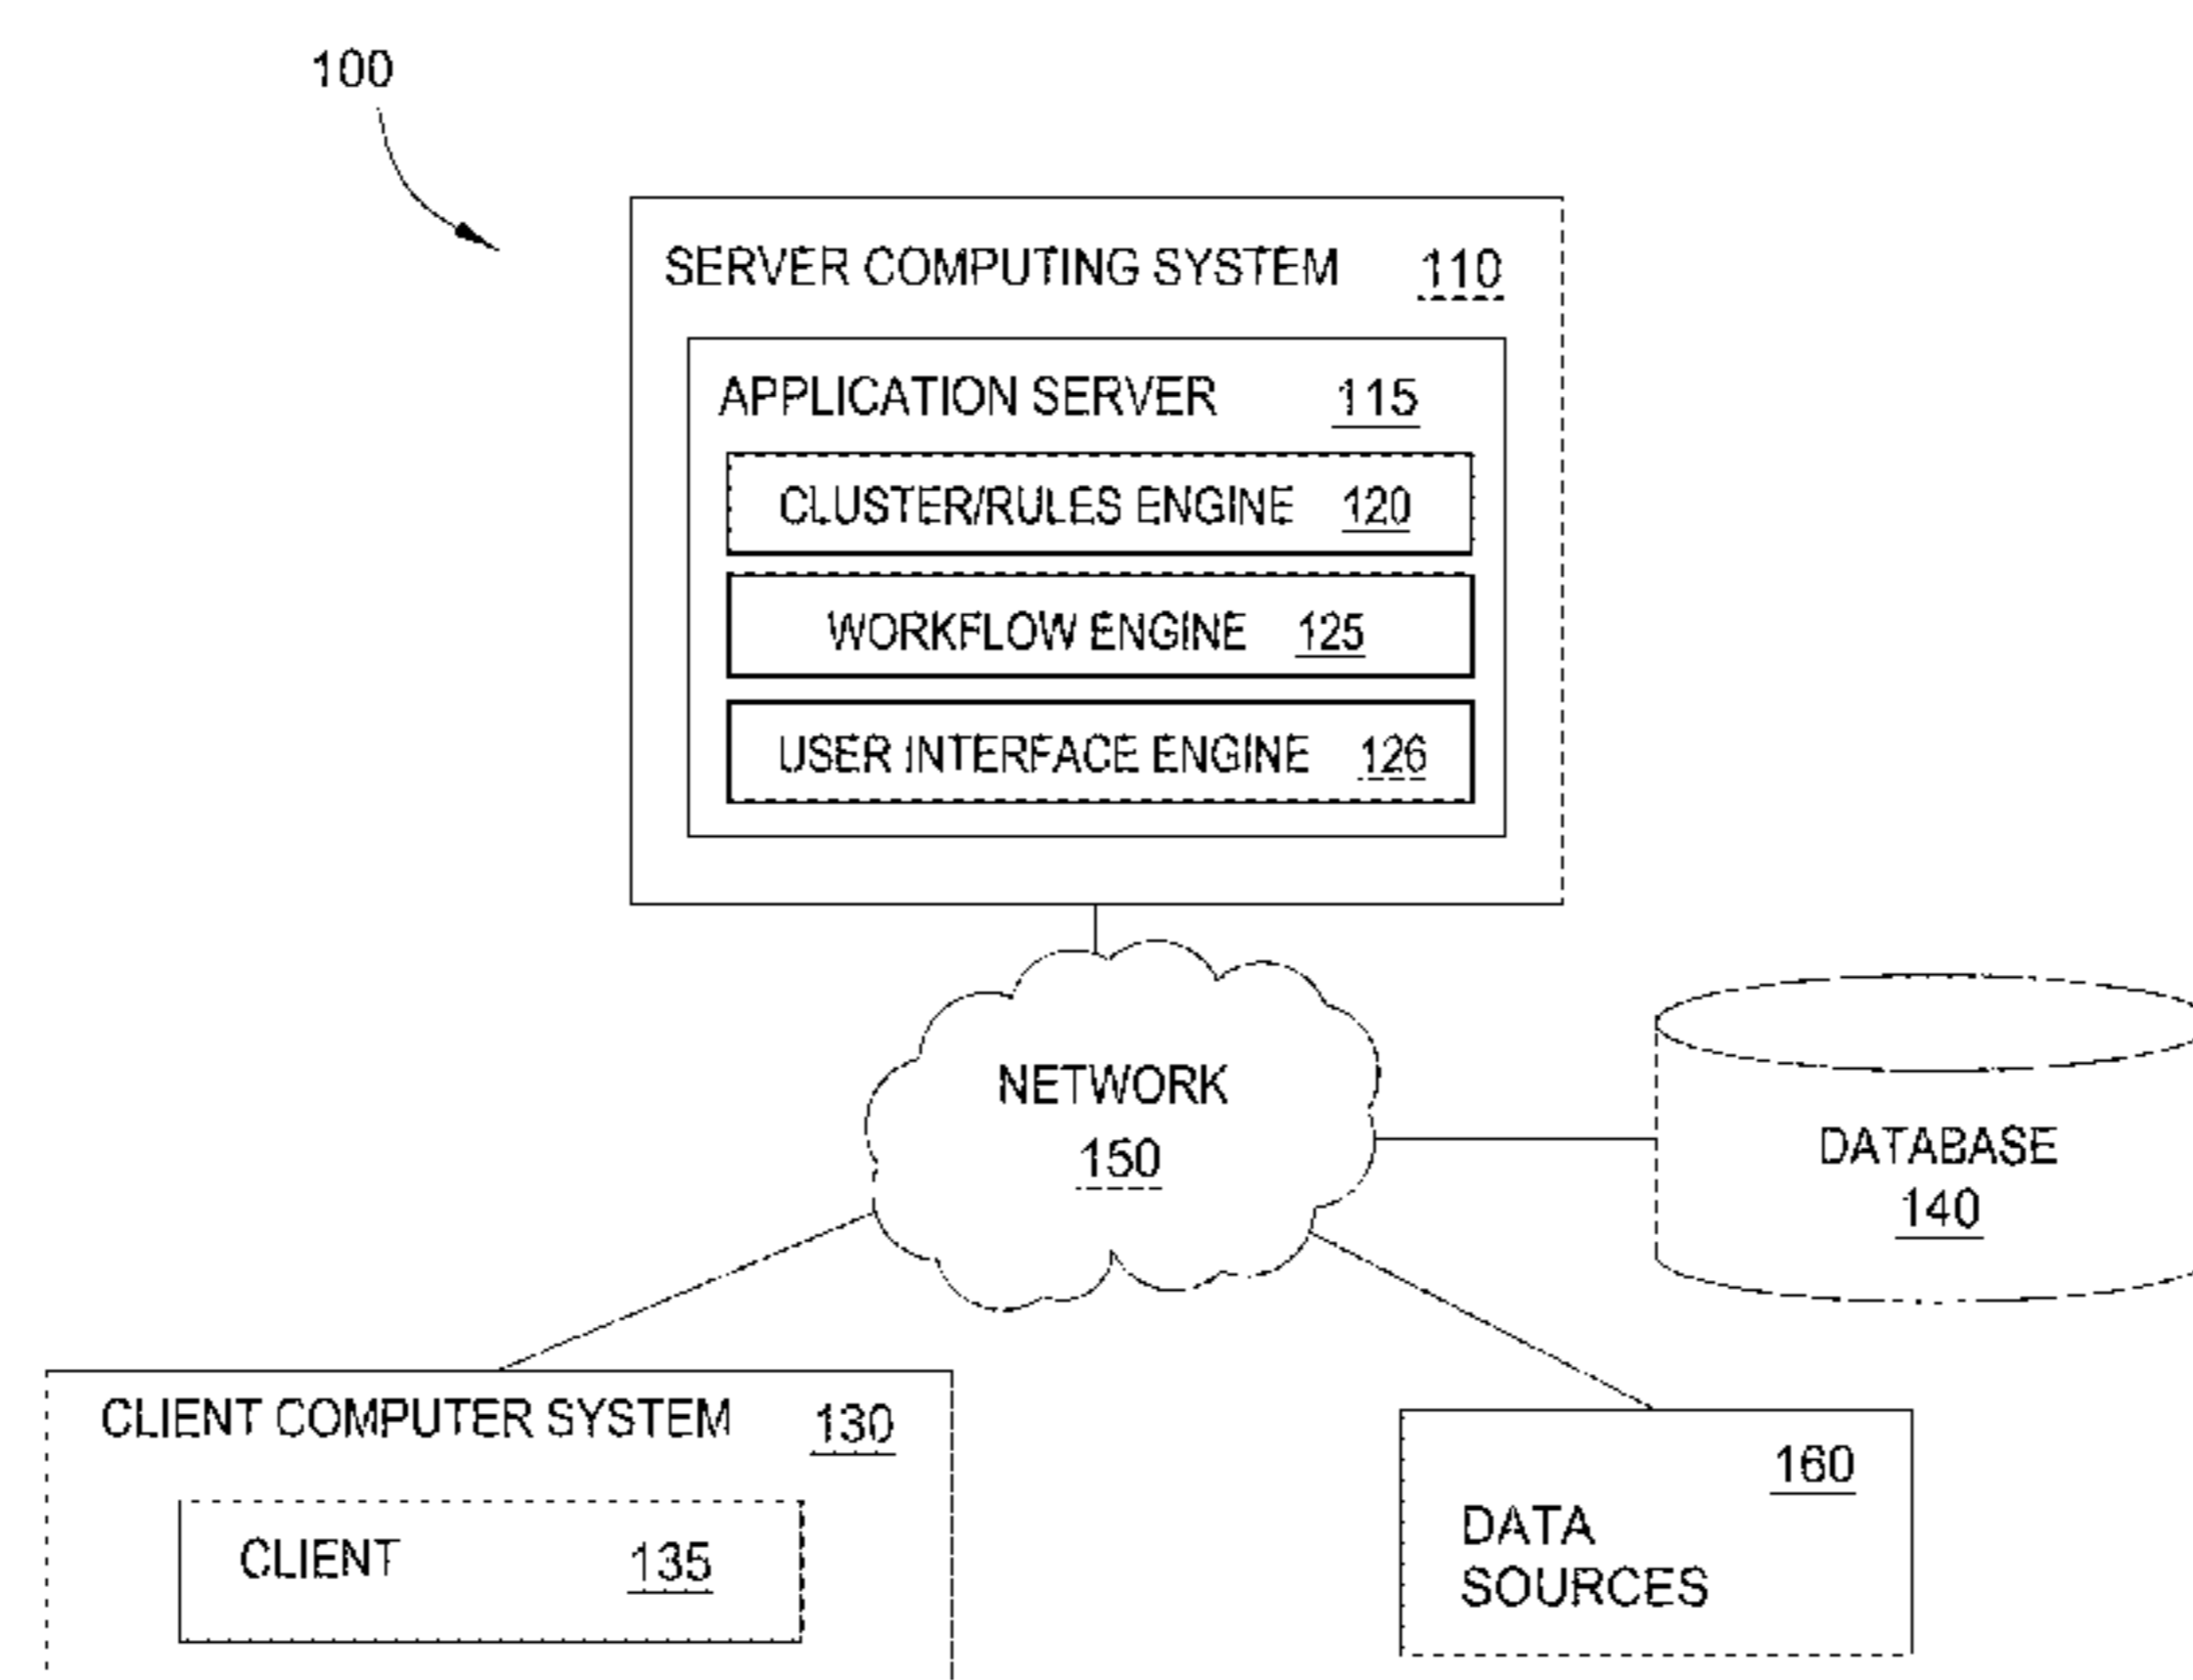 100
SERVER COMPUTING SYSTEM 110
APPLICATION SERVER 115
CLUSTER/RULES ENGINE 120
WORKFLOW ENGINE 125
USER INTERFACE ENGINE 126
NETWORK
150
DATABASE
140
CLIENT COMPUTER SYSTEM 130
CLIENT 135
160
DATA
SOURCES